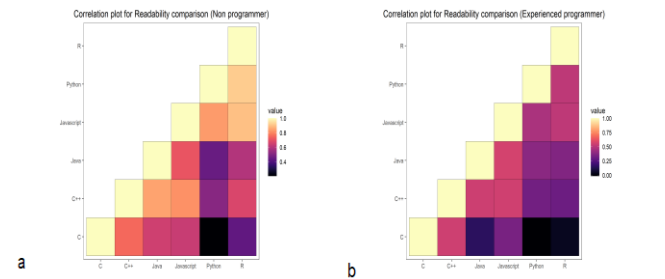 Correlation plot for Readability comparison (Non programmer)
R
Python
Javascript
Java
C++
C
C C++ Java Javascript Python R
value
1.0
0.8
0.6
0.4
a
Correlation plot for Readability comparison (Experienced programmer)
R
Python
Javascript
Java
C++
C
C C++ Java Javascript Python R
value
1.00
0.75
0.50
0.25
0.00
b